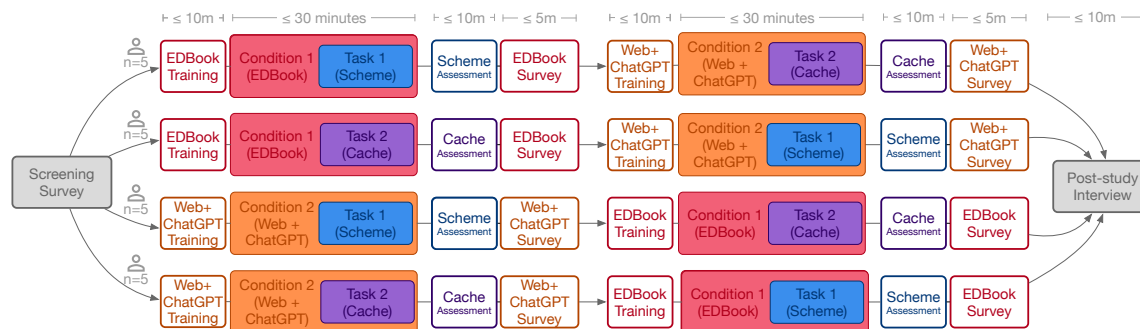 ≤ 10m
≤ 30 minutes
≤ 10m
≤ 5m
≤ 10m
≤ 30 minutes
≤ 10m
≤ 5m
≤ 10m
Screening
Survey
n=5
EDBook
Training
Condition 1
(EDBook)
Task 1
(Scheme)
Scheme
Assessment
EDBook
Survey
Web+
ChatGPT
Training
Condition 2
(Web +
ChatGPT)
Task 2
(Cache)
Cache
Assessment
Web+
ChatGPT
Survey
n=5
EDBook
Training
Condition 1
(EDBook)
Task 2
(Cache)
Cache
Assessment
EDBook
Survey
Web+
ChatGPT
Training
Condition 2
(Web +
ChatGPT)
Task 1
(Scheme)
Scheme
Assessment
Web+
ChatGPT
Survey
n=5
Web+
ChatGPT
Training
Condition 2
(Web +
ChatGPT)
Task 1
(Scheme)
Scheme
Assessment
Web+
ChatGPT
Survey
EDBook
Training
Condition 1
(EDBook)
Task 2
(Cache)
Cache
Assessment
EDBook
Survey
n=5
Web+
ChatGPT
Training
Condition 2
(Web +
ChatGPT)
Task 2
(Cache)
Cache
Assessment
Web+
ChatGPT
Survey
EDBook
Training
Condition 1
(EDBook)
Task 1
(Scheme)
Scheme
Assessment
EDBook
Survey
Post-study
Interview